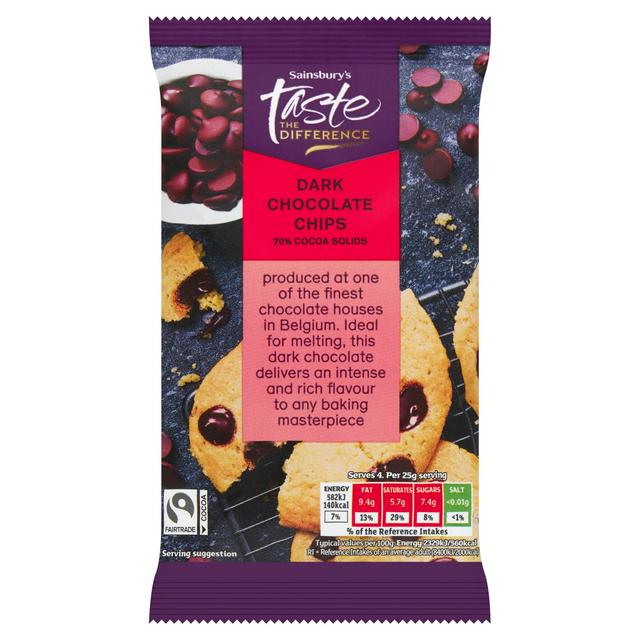 Sainsbury's
taste
THE
DIFFERENCE
DARK
CHOCOLATE
CHIPS
70% COCOA SOLIDS
produced at one
of the finest
chocolate houses
in Belgium. Ideal
for melting, this
dark chocolate
delivers an intense
and rich flavour
to any baking
masterpiece
Serves 4. Per 25g serving
ENERGY FAT SATURATES SUGARS SALT
582kJ 9.4g 5.7g 7.4g <0.01g
140kcal
7% 13% 29% 8% <1%
% of the Reference Intakes
Typical values per 100g: Energy 2329kJ/560kcal
RI = Reference Intakes of an average adult (8400kJ/2000kcal)
FAIRTRADE
COCOA
Serving suggestion